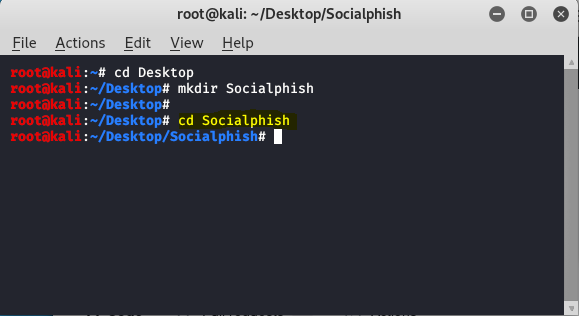 root@kali: ~/Desktop/Socialphish
File Actions Edit View Help
root@kali:~# cd Desktop
root@kali:~/Desktop# mkdir Socialphish
root@kali:~/Desktop#
root@kali:~/Desktop# cd Socialphish
root@kali:~/Desktop/Socialphish#